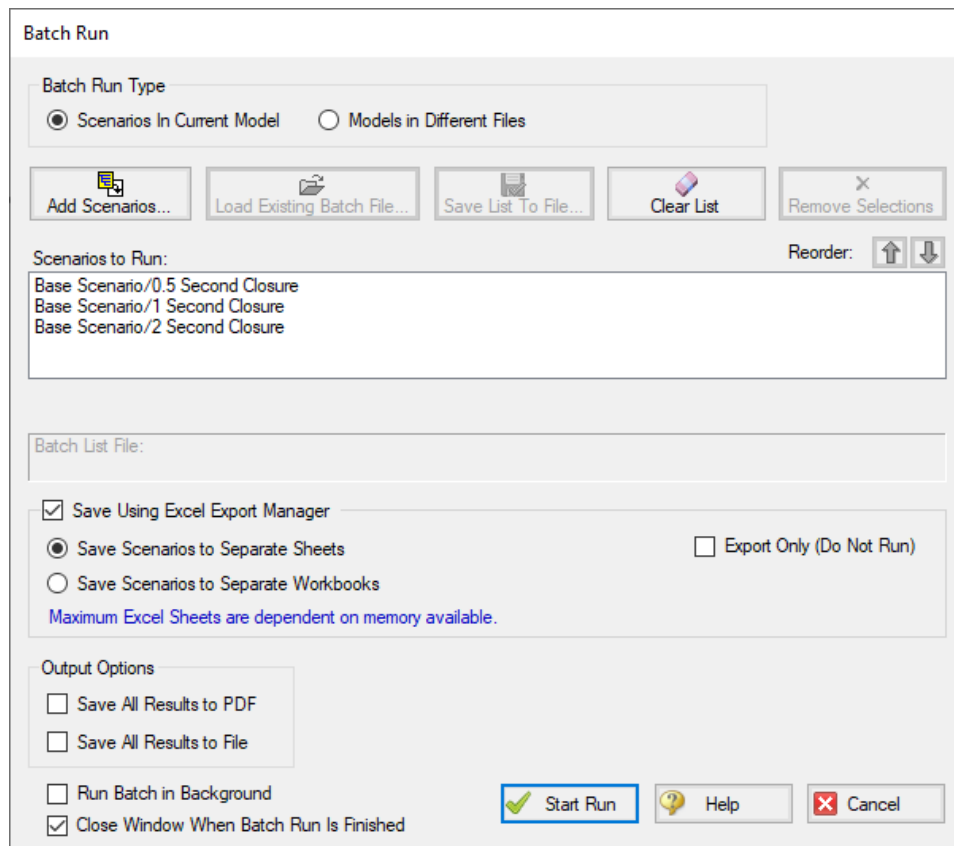 Batch Run
Batch Run Type
Scenarios In Current Model
Models in Different Files
Add Scenarios...
Load Existing Batch File...
Save List To File...
Clear List
Remove Selections
Scenarios to Run:
Reorder:
Base Scenario/0.5 Second Closure
Base Scenario/1 Second Closure
Base Scenario/2 Second Closure
Batch List File:
Save Using Excel Export Manager
Save Scenarios to Separate Sheets
Export Only (Do Not Run)
Save Scenarios to Separate Workbooks
Maximum Excel Sheets are dependent on memory available.
Output Options
Save All Results to PDF
Save All Results to File
Run Batch in Background
Start Run
Help
Cancel
Close Window When Batch Run Is Finished